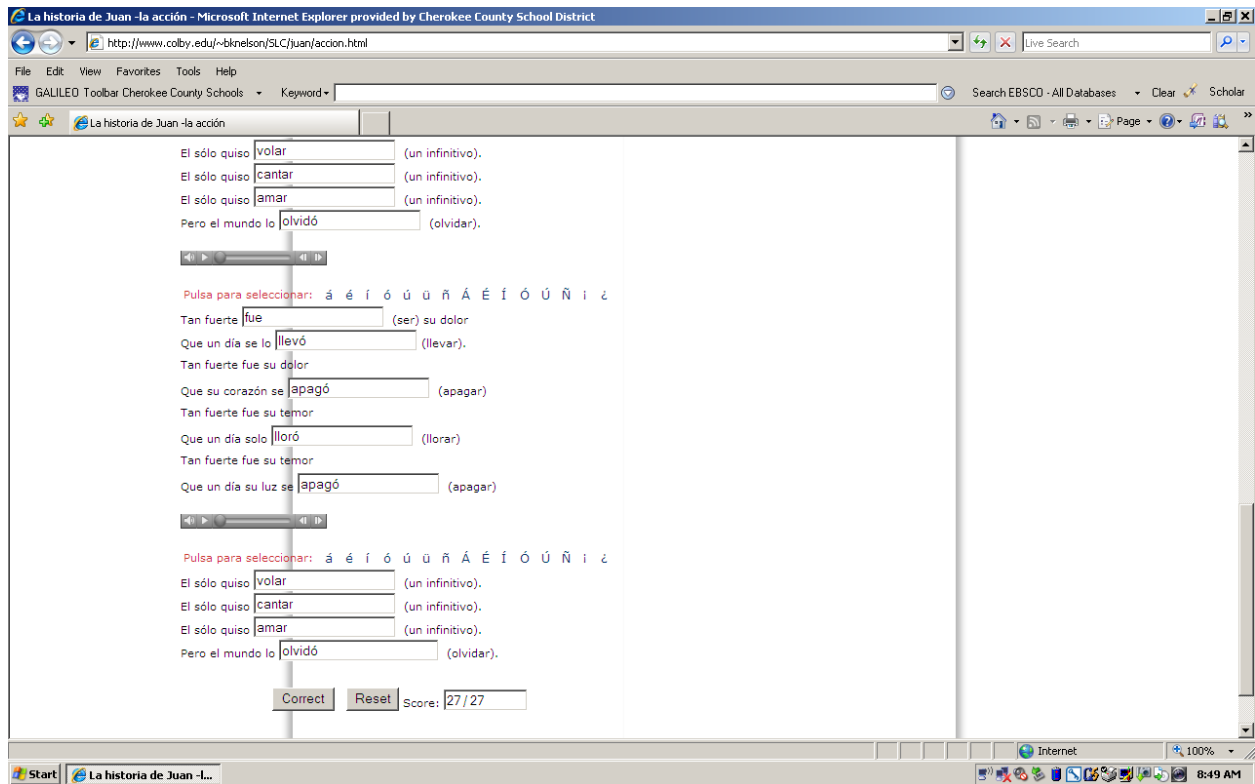 La historia de Juan -la acción - Microsoft Internet Explorer provided by Cherokee County School District
http://www.colby.edu/~bknelson/SLC/juan/accion.html Live Search
File Edit View Favorites Tools Help
GALILEO Toolbar Cherokee County Schools Keyword Search EBSCO - All Databases Clear Scholar
La historia de Juan -la acción Page »
El sólo quiso volar (un infinitivo).
El sólo quiso cantar (un infinitivo).
El sólo quiso amar (un infinitivo).
Pero el mundo lo olvidó (olvidar).
Pulsa para seleccionar: á é í ó ú ü ñ Á É Í Ó Ú Ñ ¡ ¿
Tan fuerte fue (ser) su dolor
Que un día se lo llevó (llevar).
Tan fuerte fue su dolor
Que su corazón se apagó (apagar)
Tan fuerte fue su temor
Que un día solo lloró (llorar)
Tan fuerte fue su temor
Que un día su luz se apagó (apagar)
Pulsa para seleccionar: á é í ó ú ü ñ Á É Í Ó Ú Ñ ¡ ¿
El sólo quiso volar (un infinitivo).
El sólo quiso cantar (un infinitivo).
El sólo quiso amar (un infinitivo).
Pero el mundo lo olvidó (olvidar).
Correct Reset Score: 27/27
Internet 100%
Start La historia de Juan -l... 8:49 AM